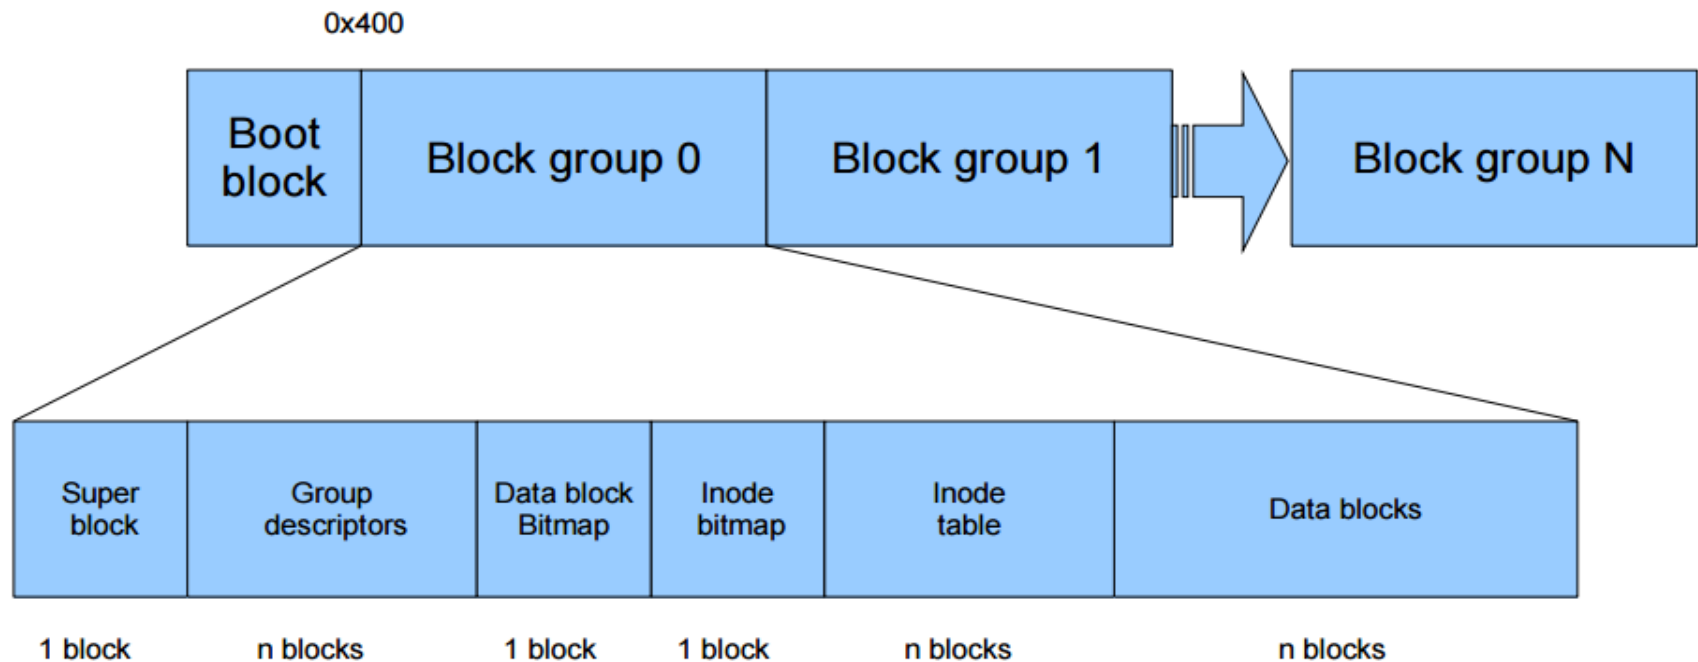 0x400
Boot
block
Block group 0
Block group 1
Block group N
Super
block
Group
descriptors
Data block
Bitmap
Inode
bitmap
Inode
table
Data blocks
1 block
n blocks
1 block
1 block
n blocks
n blocks